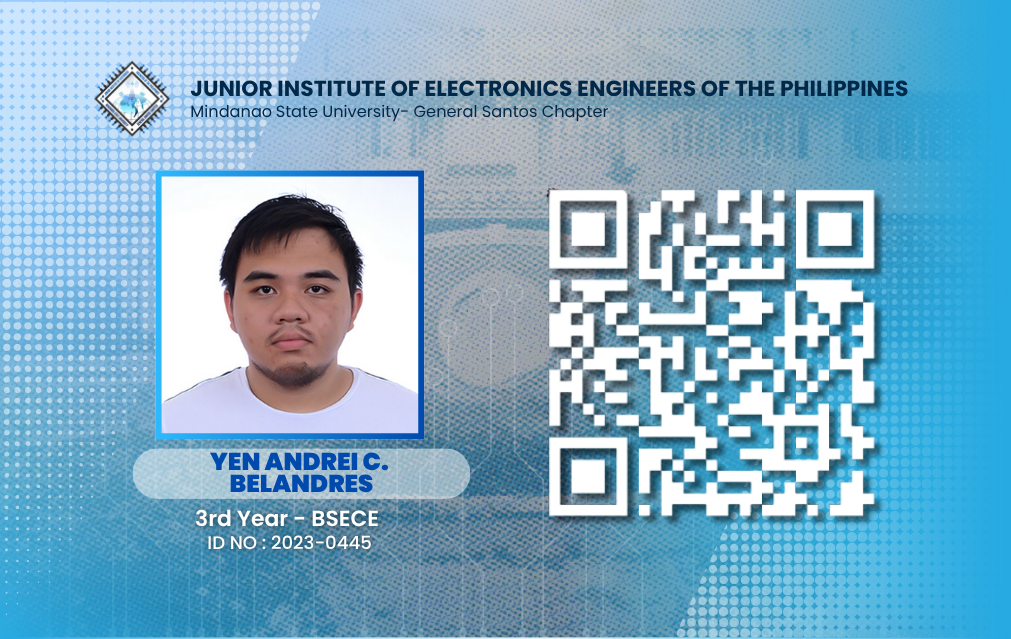 JUNIOR INSTITUTE OF ELECTRONICS ENGINEERS OF THE PHILIPPINES
Mindanao State University- General Santos Chapter
YEN ANDREI C.
BELANDRES
3rd Year - BSECE
ID NO : 2023-0445